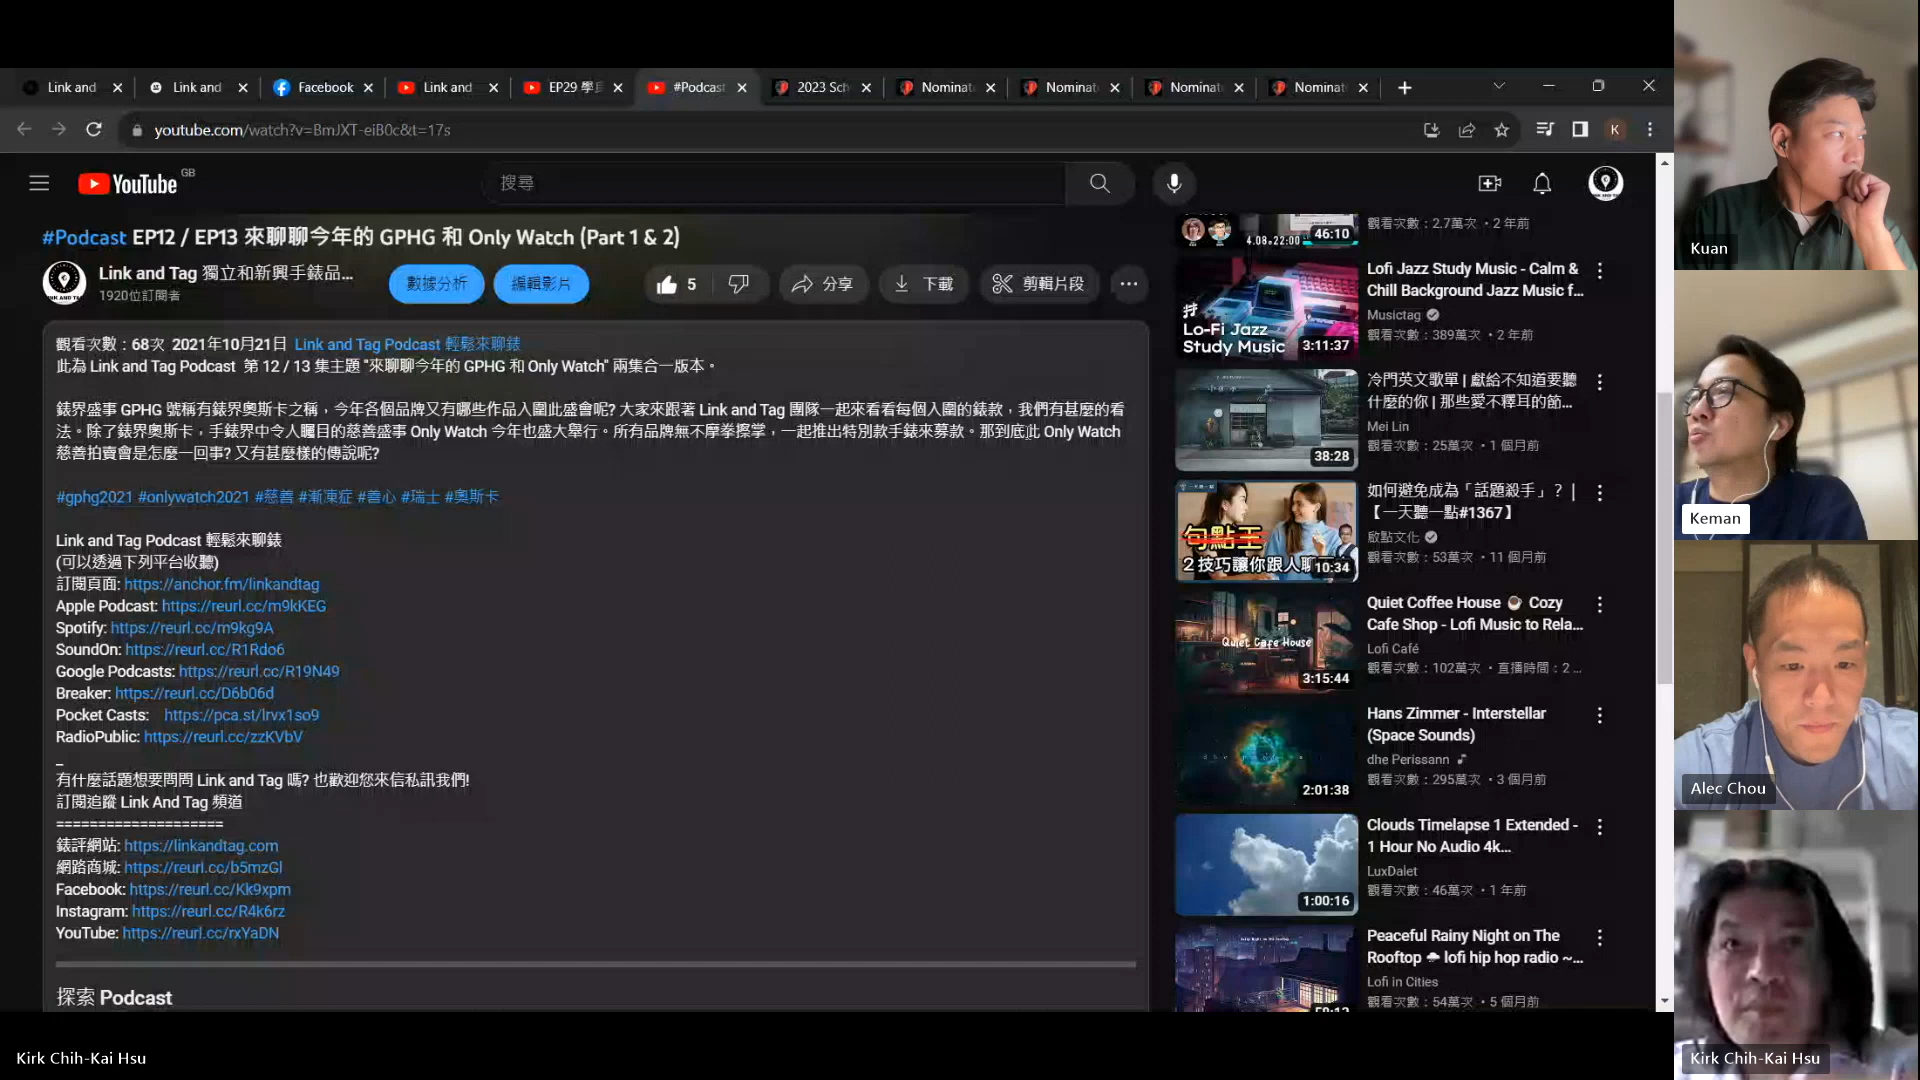 Link and
Link and
Facebook
Link and
EP29 學
#Podcast
2023 Sch
Nominat
Nominat
Nominat
Nominat
youtube.com/watch?v=BmJXT-eiB0c&t=17s
K
YouTube GB
搜尋
#Podcast EP12 / EP13 來聊聊今年的 GPHG 和 Only Watch (Part 1 & 2)
Link and Tag 獨立和新興手錶品...
1920位訂閱者
數據分析
編輯影片
5
分享
下載
剪輯片段
觀看次數：68次 2021年10月21日 Link and Tag Podcast 輕鬆來聊錶
此為 Link and Tag Podcast 第 12 / 13 集主題 "來聊聊今年的 GPHG 和 Only Watch" 兩集合一版本。
錶界盛事 GPHG 號稱有錶界奧斯卡之稱，今年各個品牌又有哪些作品入圍此盛會呢? 大家來跟著 Link and Tag 團隊一起來看看每個入圍的錶款，我們有甚麼的看
法。除了錶界奧斯卡，手錶界中令人矚目的慈善盛事 Only Watch 今年也盛大舉行。所有品牌無不摩拳擦掌，一起推出特別款手錶來募款。那到底此 Only Watch
慈善拍賣會是怎麼一回事? 又有甚麼樣的傳說呢?
#gphg2021 #onlywatch2021 #慈善 #漸凍症 #善心 #瑞士 #奧斯卡
Link and Tag Podcast 輕鬆來聊錶
(可以透過下列平台收聽)
訂閱頁面: https://anchor.fm/linkandtag
Apple Podcast: https://reurl.cc/m9kKEG
Spotify: https://reurl.cc/m9kg9A
SoundOn: https://reurl.cc/R1Rdo6
Google Podcasts: https://reurl.cc/R19N49
Breaker: https://reurl.cc/D6b06d
Pocket Casts: https://pca.st/lrvx1so9
RadioPublic: https://reurl.cc/zzKVbV
_
有什麼話題想要問問 Link and Tag 嗎? 也歡迎您來信私訊我們!
訂閱追蹤 Link And Tag 頻道
====================
錶評網站: https://linkandtag.com
網路商城: https://reurl.cc/b5mzGl
Facebook: https://reurl.cc/Kk9xpm
Instagram: https://reurl.cc/R4k6rz
YouTube: https://reurl.cc/rxYaDN
探索 Podcast
4.08 22:00
46:10
觀看次數：2.7萬次 ・2 年前
Lo-Fi Jazz
Study Music
3:11:37
Lofi Jazz Study Music - Calm &
Chill Background Jazz Music f...
Musictag
觀看次數：389萬次 ・2 年前
38:28
冷門英文歌單 | 獻給不知道要聽
什麼的你 | 那些愛不釋耳的節...
Mei Lin
觀看次數：25萬次 ・1 個月前
句點王
2技巧讓你跟人聊
10:34
如何避免成為「話題殺手」？ |
【一天聽一點#1367】
啟點文化
觀看次數：53萬次 ・11 個月前
Quiet Cafe House
3:15:44
Quiet Coffee House ☕ Cozy
Cafe Shop - Lofi Music to Rela...
Lofi Café
觀看次數：102萬次 ・直播時間：2 ...
2:01:38
Hans Zimmer - Interstellar
(Space Sounds)
dhe Perissann
觀看次數：295萬次 ・3 個月前
1:00:16
Clouds Timelapse 1 Extended -
1 Hour No Audio 4k...
LuxDalet
觀看次數：46萬次 ・1 年前
Peaceful Rainy Night on The
Rooftop 🌧 lofi hip hop radio ~...
Lofi in Cities
觀看次數：54萬次 ・5 個月前
Kuan
Keman
Alec Chou
Kirk Chih-Kai Hsu
Kirk Chih-Kai Hsu